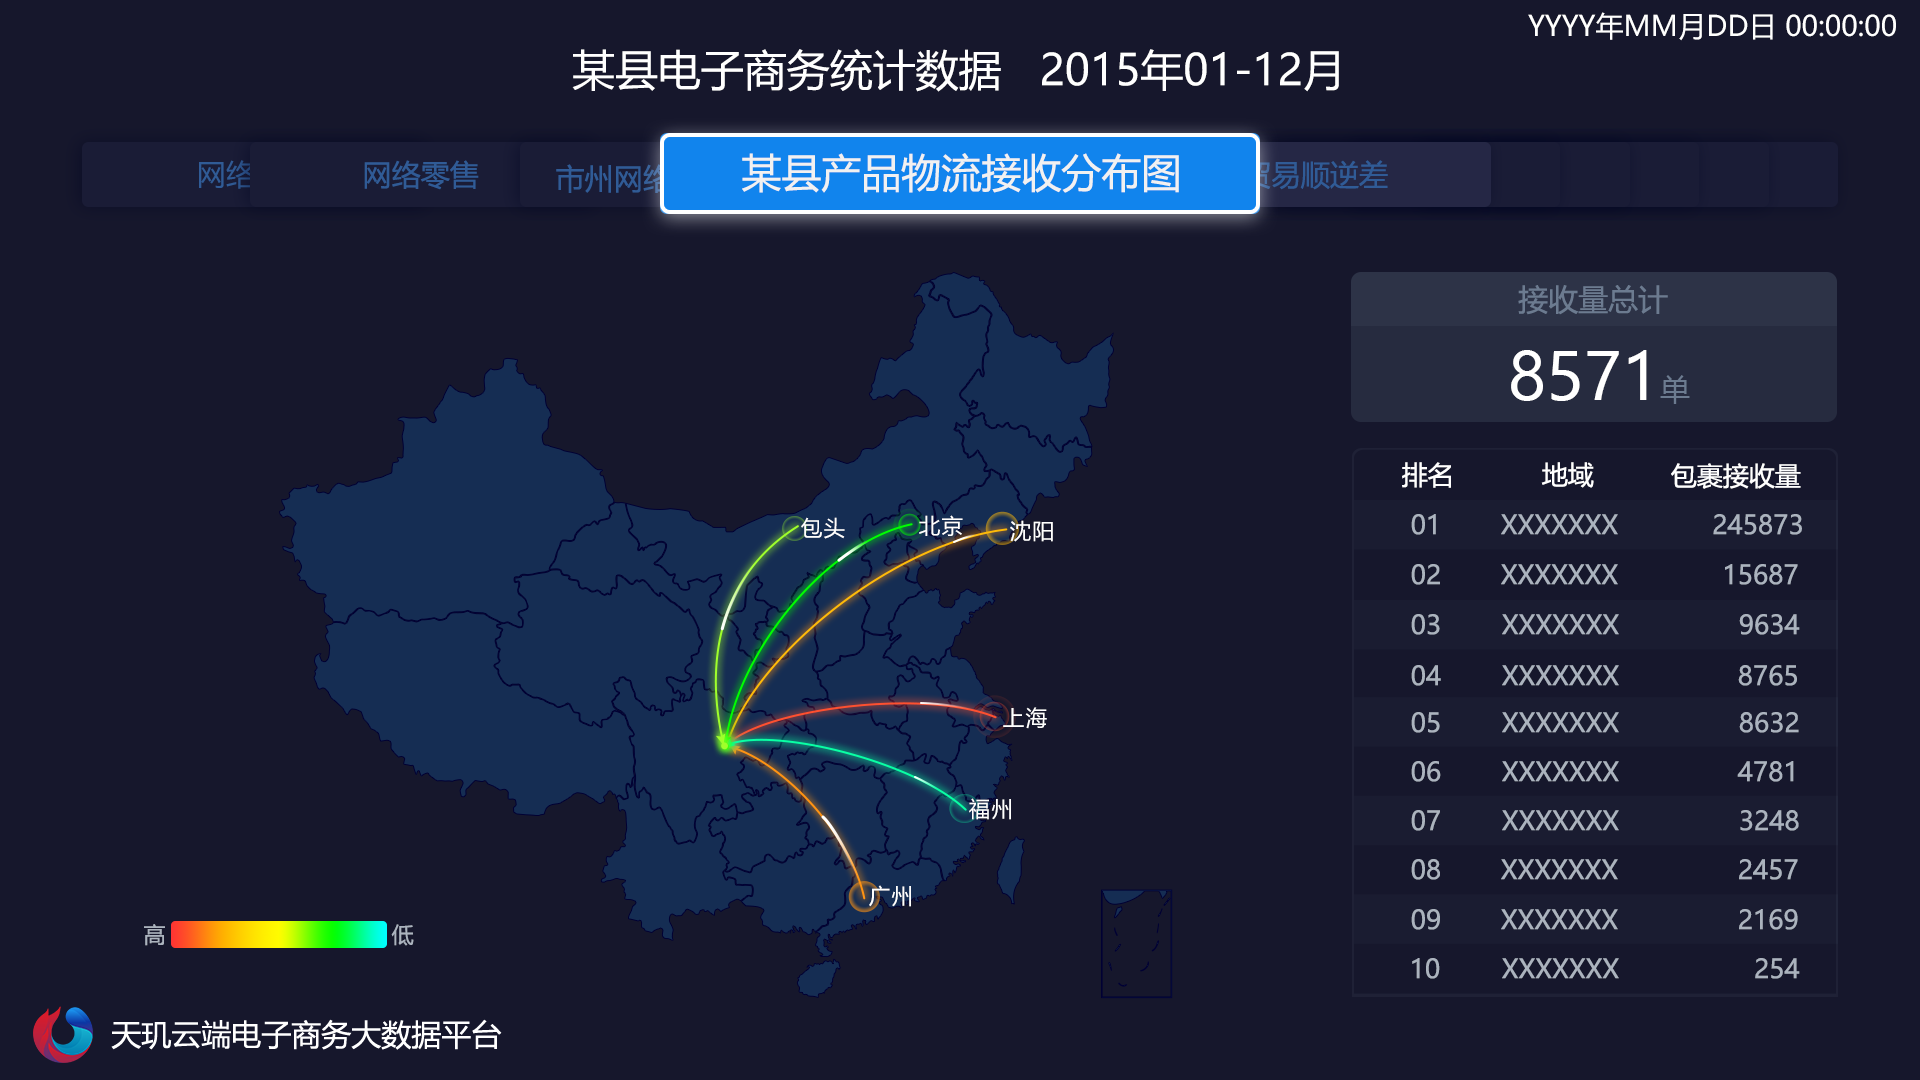 YYYY年MM月DD日 00:00:00
某县电子商务统计数据 2015年01-12月
网络
网络零售
市州网络
某县产品物流接收分布图
贸易顺逆差
接收量总计
8571单
排名 地域 包裹接收量
01 XXXXXXX 245873
02 XXXXXXX 15687
03 XXXXXXX 9634
04 XXXXXXX 8765
05 XXXXXXX 8632
06 XXXXXXX 4781
07 XXXXXXX 3248
08 XXXXXXX 2457
09 XXXXXXX 2169
10 XXXXXXX 254
包头
北京
沈阳
上海
福州
广州
高 低
天玑云端电子商务大数据平台